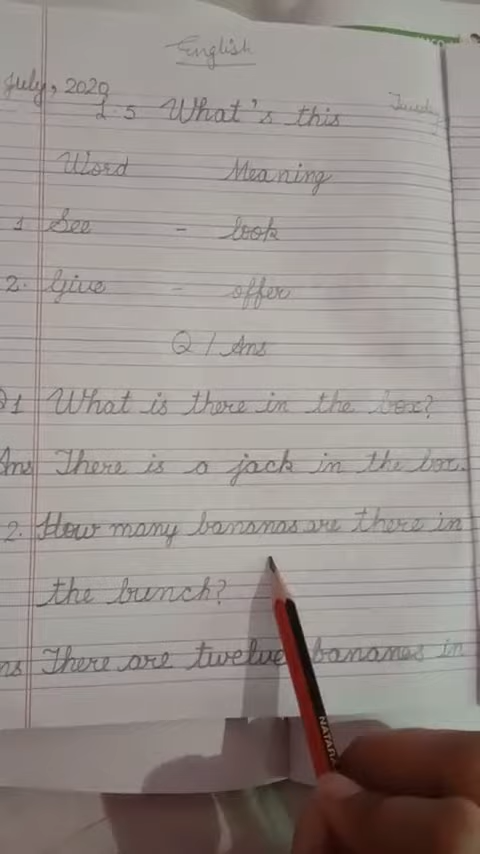 English
July, 2020
Tuesday
L.5 What's this
Word Meaning
1 See - look
2. Give - offer
Q / Ans
Q1 What is there in the box?
Ans There is a jack in the box.
2. How many bananas are there in
the bunch?
Ans There are twelve bananas in
NATARA